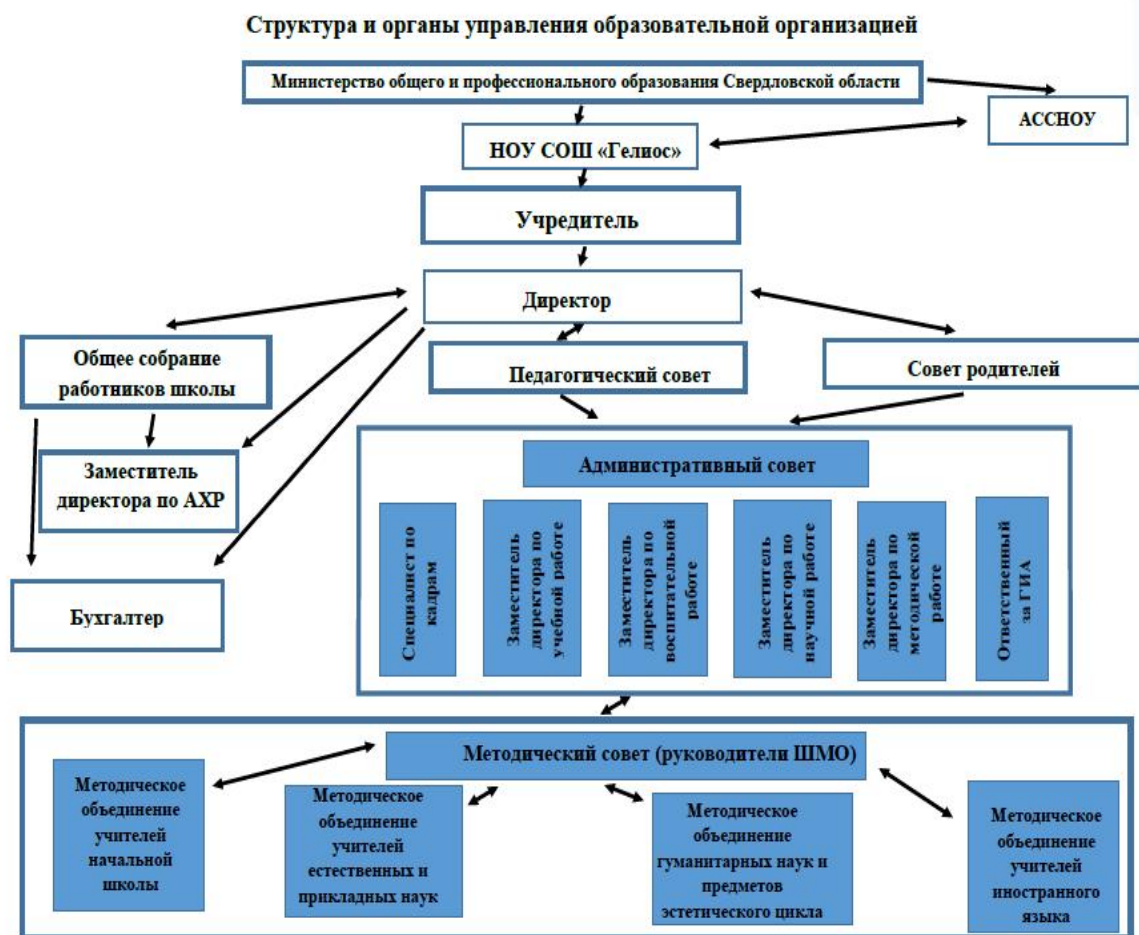 Структура и органы управления образовательной организацией
Министерство общего и профессионального образования Свердловской области
АССНОУ
НОУ СОШ «Гелиос»
Учредитель
Директор
Общее собрание
работников школы
Педагогический совет
Совет родителей
Заместитель
директора по АХР
Бухгалтер
Административный совет
Специалист по
кадрам
Заместитель
директора по
учебной работе
Заместитель
директора по
воспитательной
работе
Заместитель
директора по
научной работе
Заместитель
директора по
методической
работе
Ответственный
за ГИА
Методический совет (руководители ШМО)
Методическое
объединение
учителей
начальной
школы
Методическое
объединение
учителей
естественных и
прикладных наук
Методическое
объединение
гуманитарных наук и
предметов
эстетического цикла
Методическое
объединение
учителей
иностранного
языка